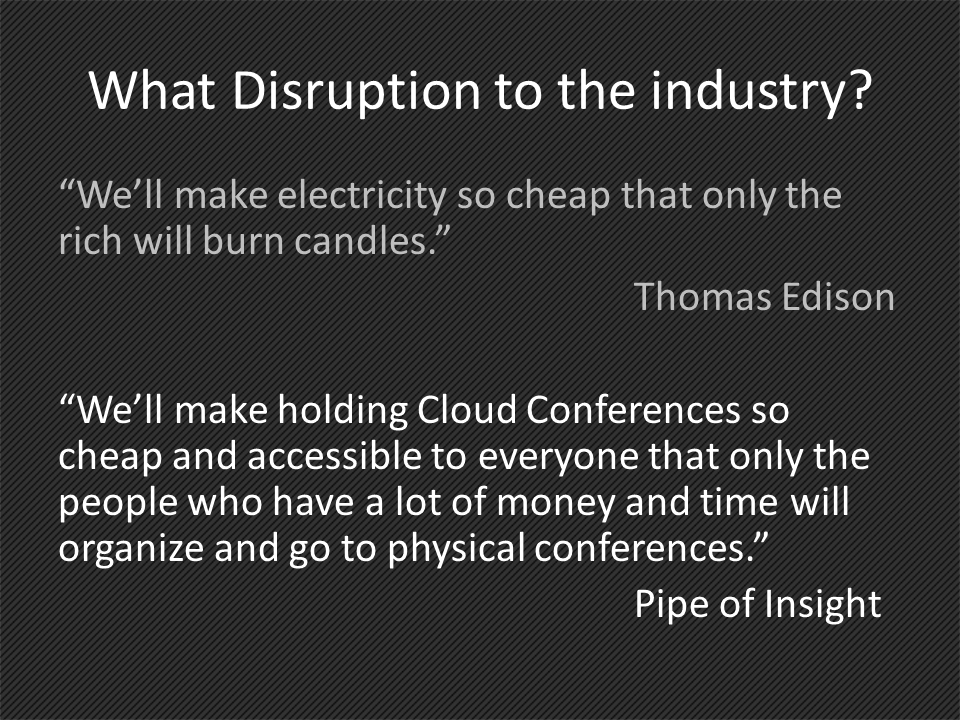 What Disruption to the industry?
“We’ll make electricity so cheap that only the
rich will burn candles.”
Thomas Edison
“We’ll make holding Cloud Conferences so
cheap and accessible to everyone that only the
people who have a lot of money and time will
organize and go to physical conferences.”
Pipe of Insight